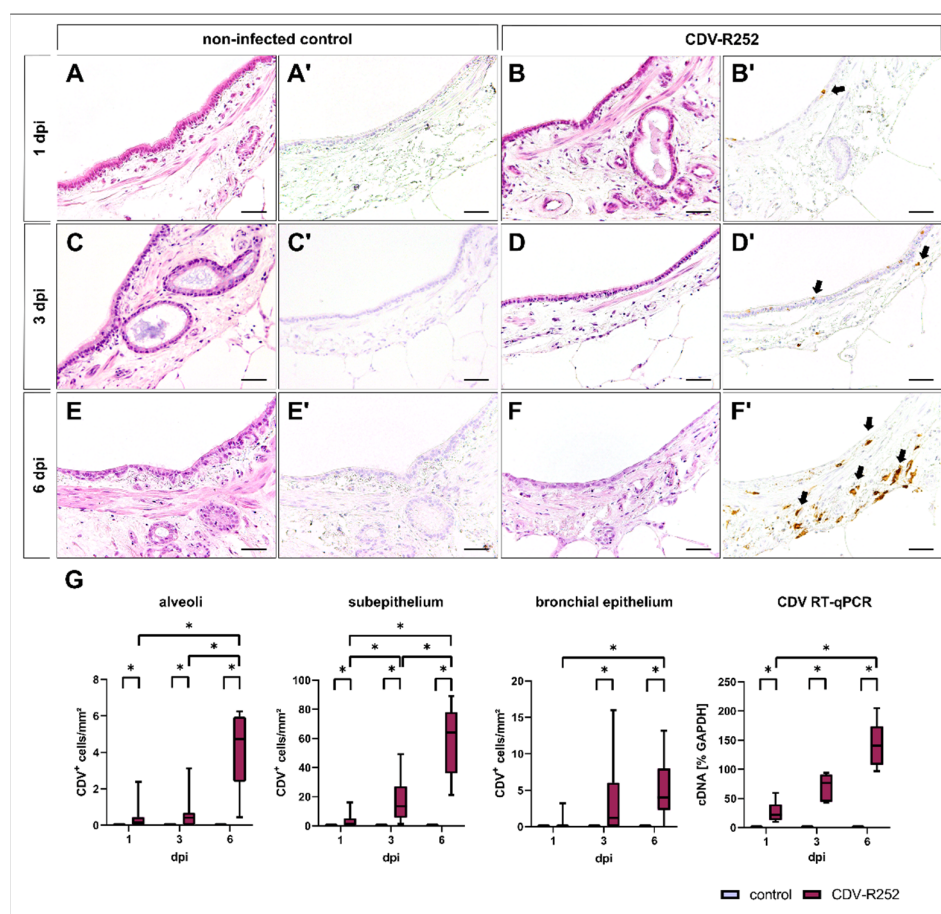 non-infected control
CDV-R252
A
A'
B
B'
1 dpi
C
C'
D
D'
3 dpi
E
E'
F
F'
6 dpi
G
alveoli
subepithelium
bronchial epithelium
CDV RT-qPCR
*
*
*
*
*
CDV⁺ cells/mm²
8
6
4
2
0
1
3
6
dpi
*
*
*
*
*
*
CDV⁺ cells/mm²
100
80
60
40
20
0
1
3
6
dpi
*
*
*
CDV⁺ cells/mm²
20
15
10
5
0
1
3
6
dpi
*
*
*
*
cDNA [% GAPDH]
250
200
150
100
50
0
1
3
6
dpi
control
CDV-R252